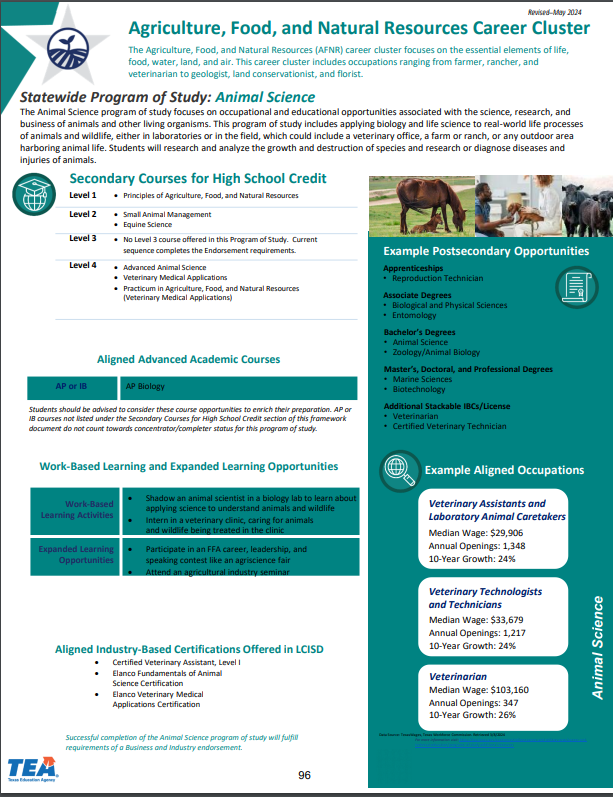 Revised–May 2024
Agriculture, Food, and Natural Resources Career Cluster
The Agriculture, Food, and Natural Resources (AFNR) career cluster focuses on the essential elements of life,
food, water, land, and air. This career cluster includes occupations ranging from farmer, rancher, and
veterinarian to geologist, land conservationist, and florist.
Statewide Program of Study: Animal Science
The Animal Science program of study focuses on occupational and educational opportunities associated with the science, research, and
business of animals and other living organisms. This program of study includes applying biology and life science to real-world life processes
of animals and wildlife, either in laboratories or in the field, which could include a veterinary office, a farm or ranch, or any outdoor area
harboring animal life. Students will research and analyze the growth and destruction of species and research or diagnose diseases and
injuries of animals.
Secondary Courses for High School Credit
Level 1
• Principles of Agriculture, Food, and Natural Resources
Level 2
• Small Animal Management
• Equine Science
Level 3
• No Level 3 course offered in this Program of Study. Current
sequence completes the Endorsement requirements.
Level 4
• Advanced Animal Science
• Veterinary Medical Applications
• Practicum in Agriculture, Food, and Natural Resources
(Veterinary Medical Applications)
Aligned Advanced Academic Courses
AP or IB
AP Biology
Students should be advised to consider these course opportunities to enrich their preparation. AP or
IB courses not listed under the Secondary Courses for High School Credit section of this framework
document do not count towards concentrator/completer status for this program of study.
Work-Based Learning and Expanded Learning Opportunities
Work-Based
Learning Activities
• Shadow an animal scientist in a biology lab to learn about
applying science to understand animals and wildlife
• Intern in a veterinary clinic, caring for animals
and wildlife being treated in the clinic
Expanded Learning
Opportunities
• Participate in an FFA career, leadership, and
speaking contest like an agriscience fair
• Attend an agricultural industry seminar
Aligned Industry-Based Certifications Offered in LCISD
• Certified Veterinary Assistant, Level I
• Elanco Fundamentals of Animal
Science Certification
• Elanco Veterinary Medical
Applications Certification
Successful completion of the Animal Science program of study will fulfill
requirements of a Business and Industry endorsement.
TEA
Texas Education Agency
96
Example Postsecondary Opportunities
Apprenticeships
• Reproduction Technician
Associate Degrees
• Biological and Physical Sciences
• Entomology
Bachelor's Degrees
• Animal Science
• Zoology/Animal Biology
Master's, Doctoral, and Professional Degrees
• Marine Sciences
• Biotechnology
Additional Stackable IBCs/License
• Veterinarian
• Certified Veterinary Technician
Example Aligned Occupations
Veterinary Assistants and
Laboratory Animal Caretakers
Median Wage: $29,906
Annual Openings: 1,348
10-Year Growth: 24%
Veterinary Technologists
and Technicians
Median Wage: $33,679
Annual Openings: 1,217
10-Year Growth: 24%
Veterinarian
Median Wage: $103,160
Annual Openings: 347
10-Year Growth: 26%
Animal Science